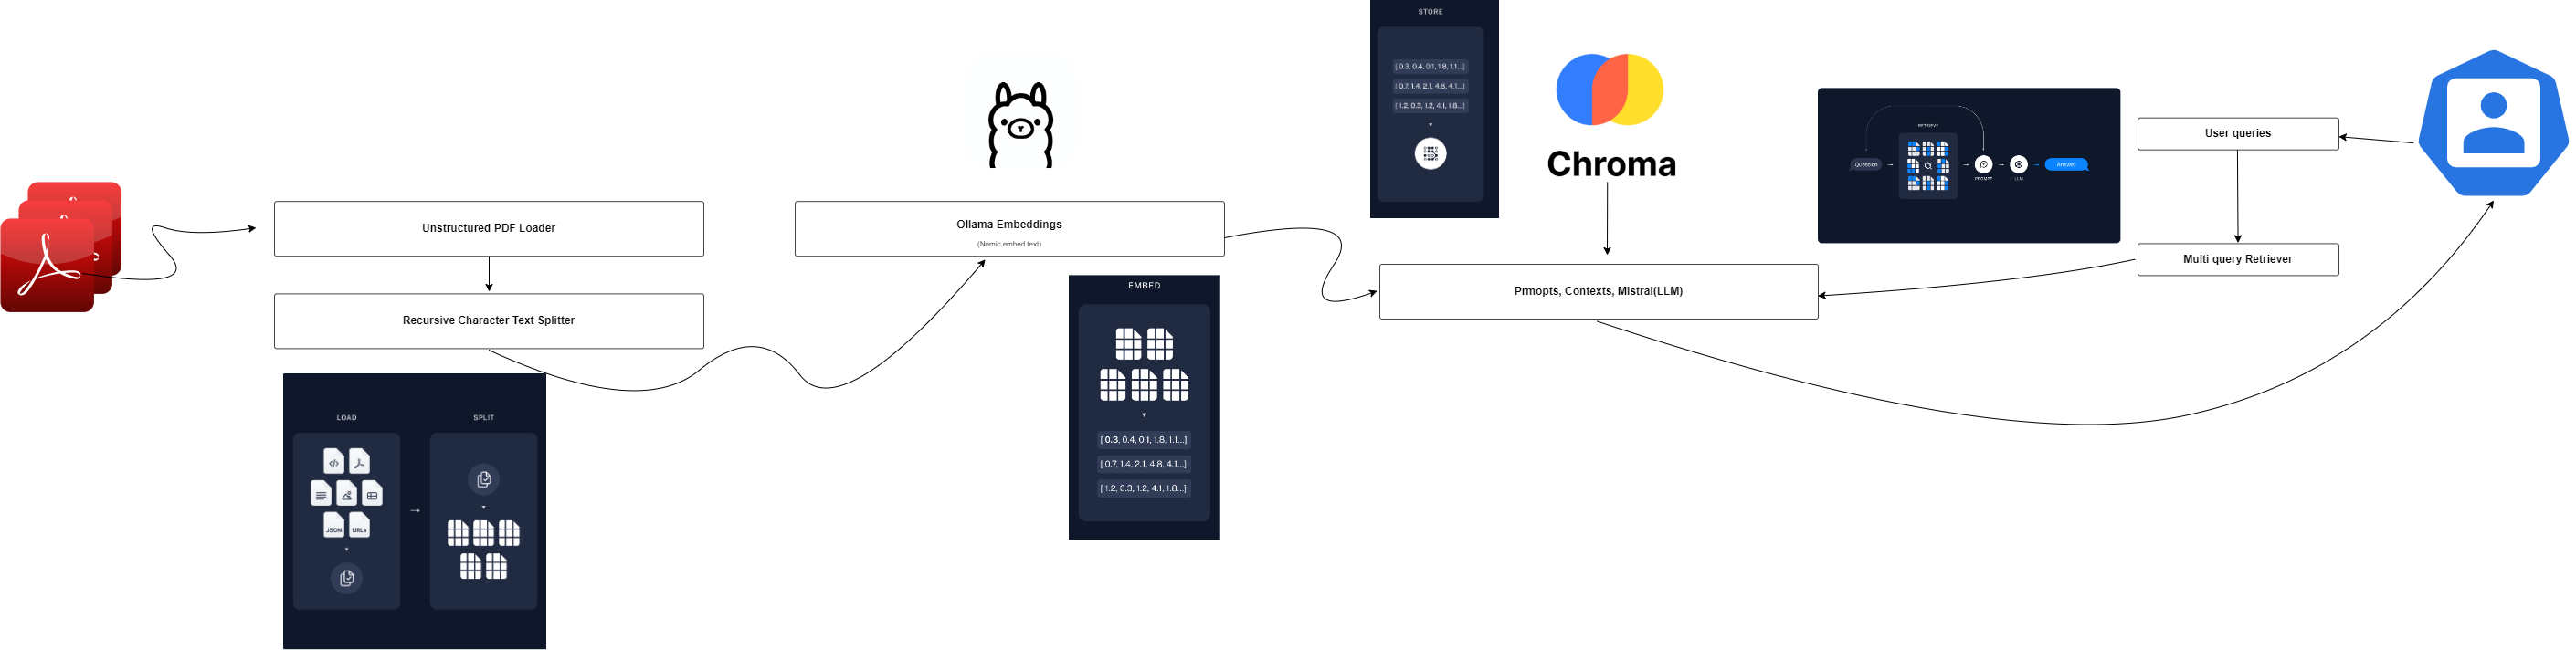 Unstructured PDF Loader
Recursive Character Text Splitter
LOAD
SPLIT
JSON
URLs
Ollama Embeddings
(Nomic embed text)
EMBED
[ 0.3, 0.4, 0.1, 1.8, 1.1...]
[ 0.7, 1.4, 2.1, 4.8, 4.1...]
[ 1.2, 0.3, 1.2, 4.1, 1.8...]
STORE
[ 0.3, 0.4, 0.1, 1.8, 1.1...]
[ 0.7, 1.4, 2.1, 4.8, 4.1...]
[ 1.2, 0.3, 1.2, 4.1, 1.8...]
Chroma
Prmopts, Contexts, Mistral(LLM)
RETRIEVE
Question
PROMPT
LLM
Answer
User queries
Multi query Retriever